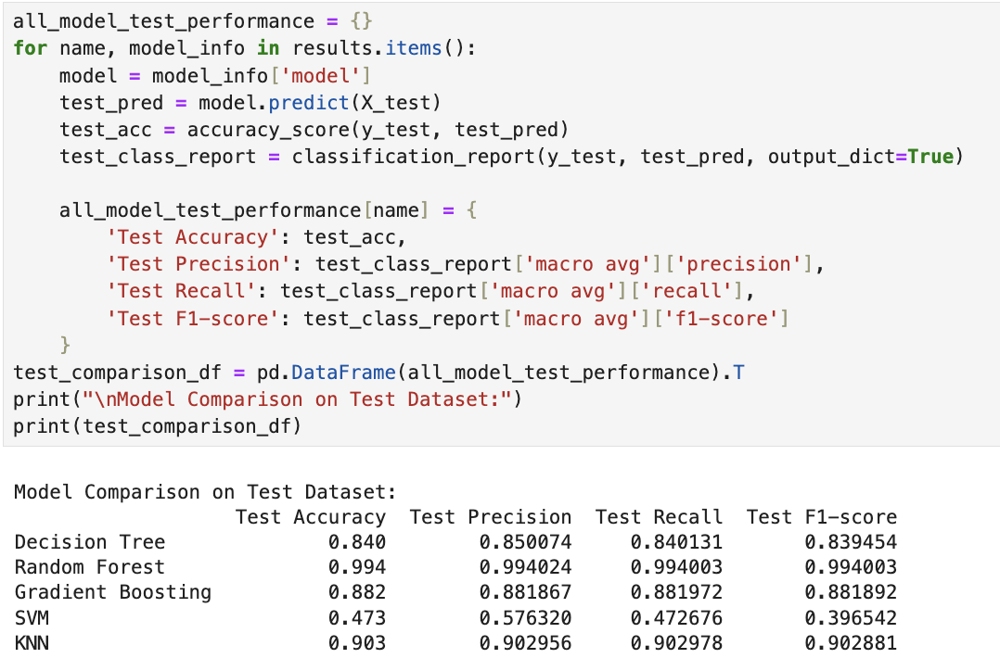 all_model_test_performance = {}
for name, model_info in results.items():
    model = model_info['model']
    test_pred = model.predict(X_test)
    test_acc = accuracy_score(y_test, test_pred)
    test_class_report = classification_report(y_test, test_pred, output_dict=True)

    all_model_test_performance[name] = {
        'Test Accuracy': test_acc,
        'Test Precision': test_class_report['macro avg']['precision'],
        'Test Recall': test_class_report['macro avg']['recall'],
        'Test F1-score': test_class_report['macro avg']['f1-score']
    }
test_comparison_df = pd.DataFrame(all_model_test_performance).T
print("\nModel Comparison on Test Dataset:")
print(test_comparison_df)

Model Comparison on Test Dataset:
                   Test Accuracy  Test Precision  Test Recall  Test F1-score
Decision Tree              0.840        0.850074     0.840131       0.839454
Random Forest              0.994        0.994024     0.994003       0.994003
Gradient Boosting          0.882        0.881867     0.881972       0.881892
SVM                        0.473        0.576320     0.472676       0.396542
KNN                        0.903        0.902956     0.902978       0.902881